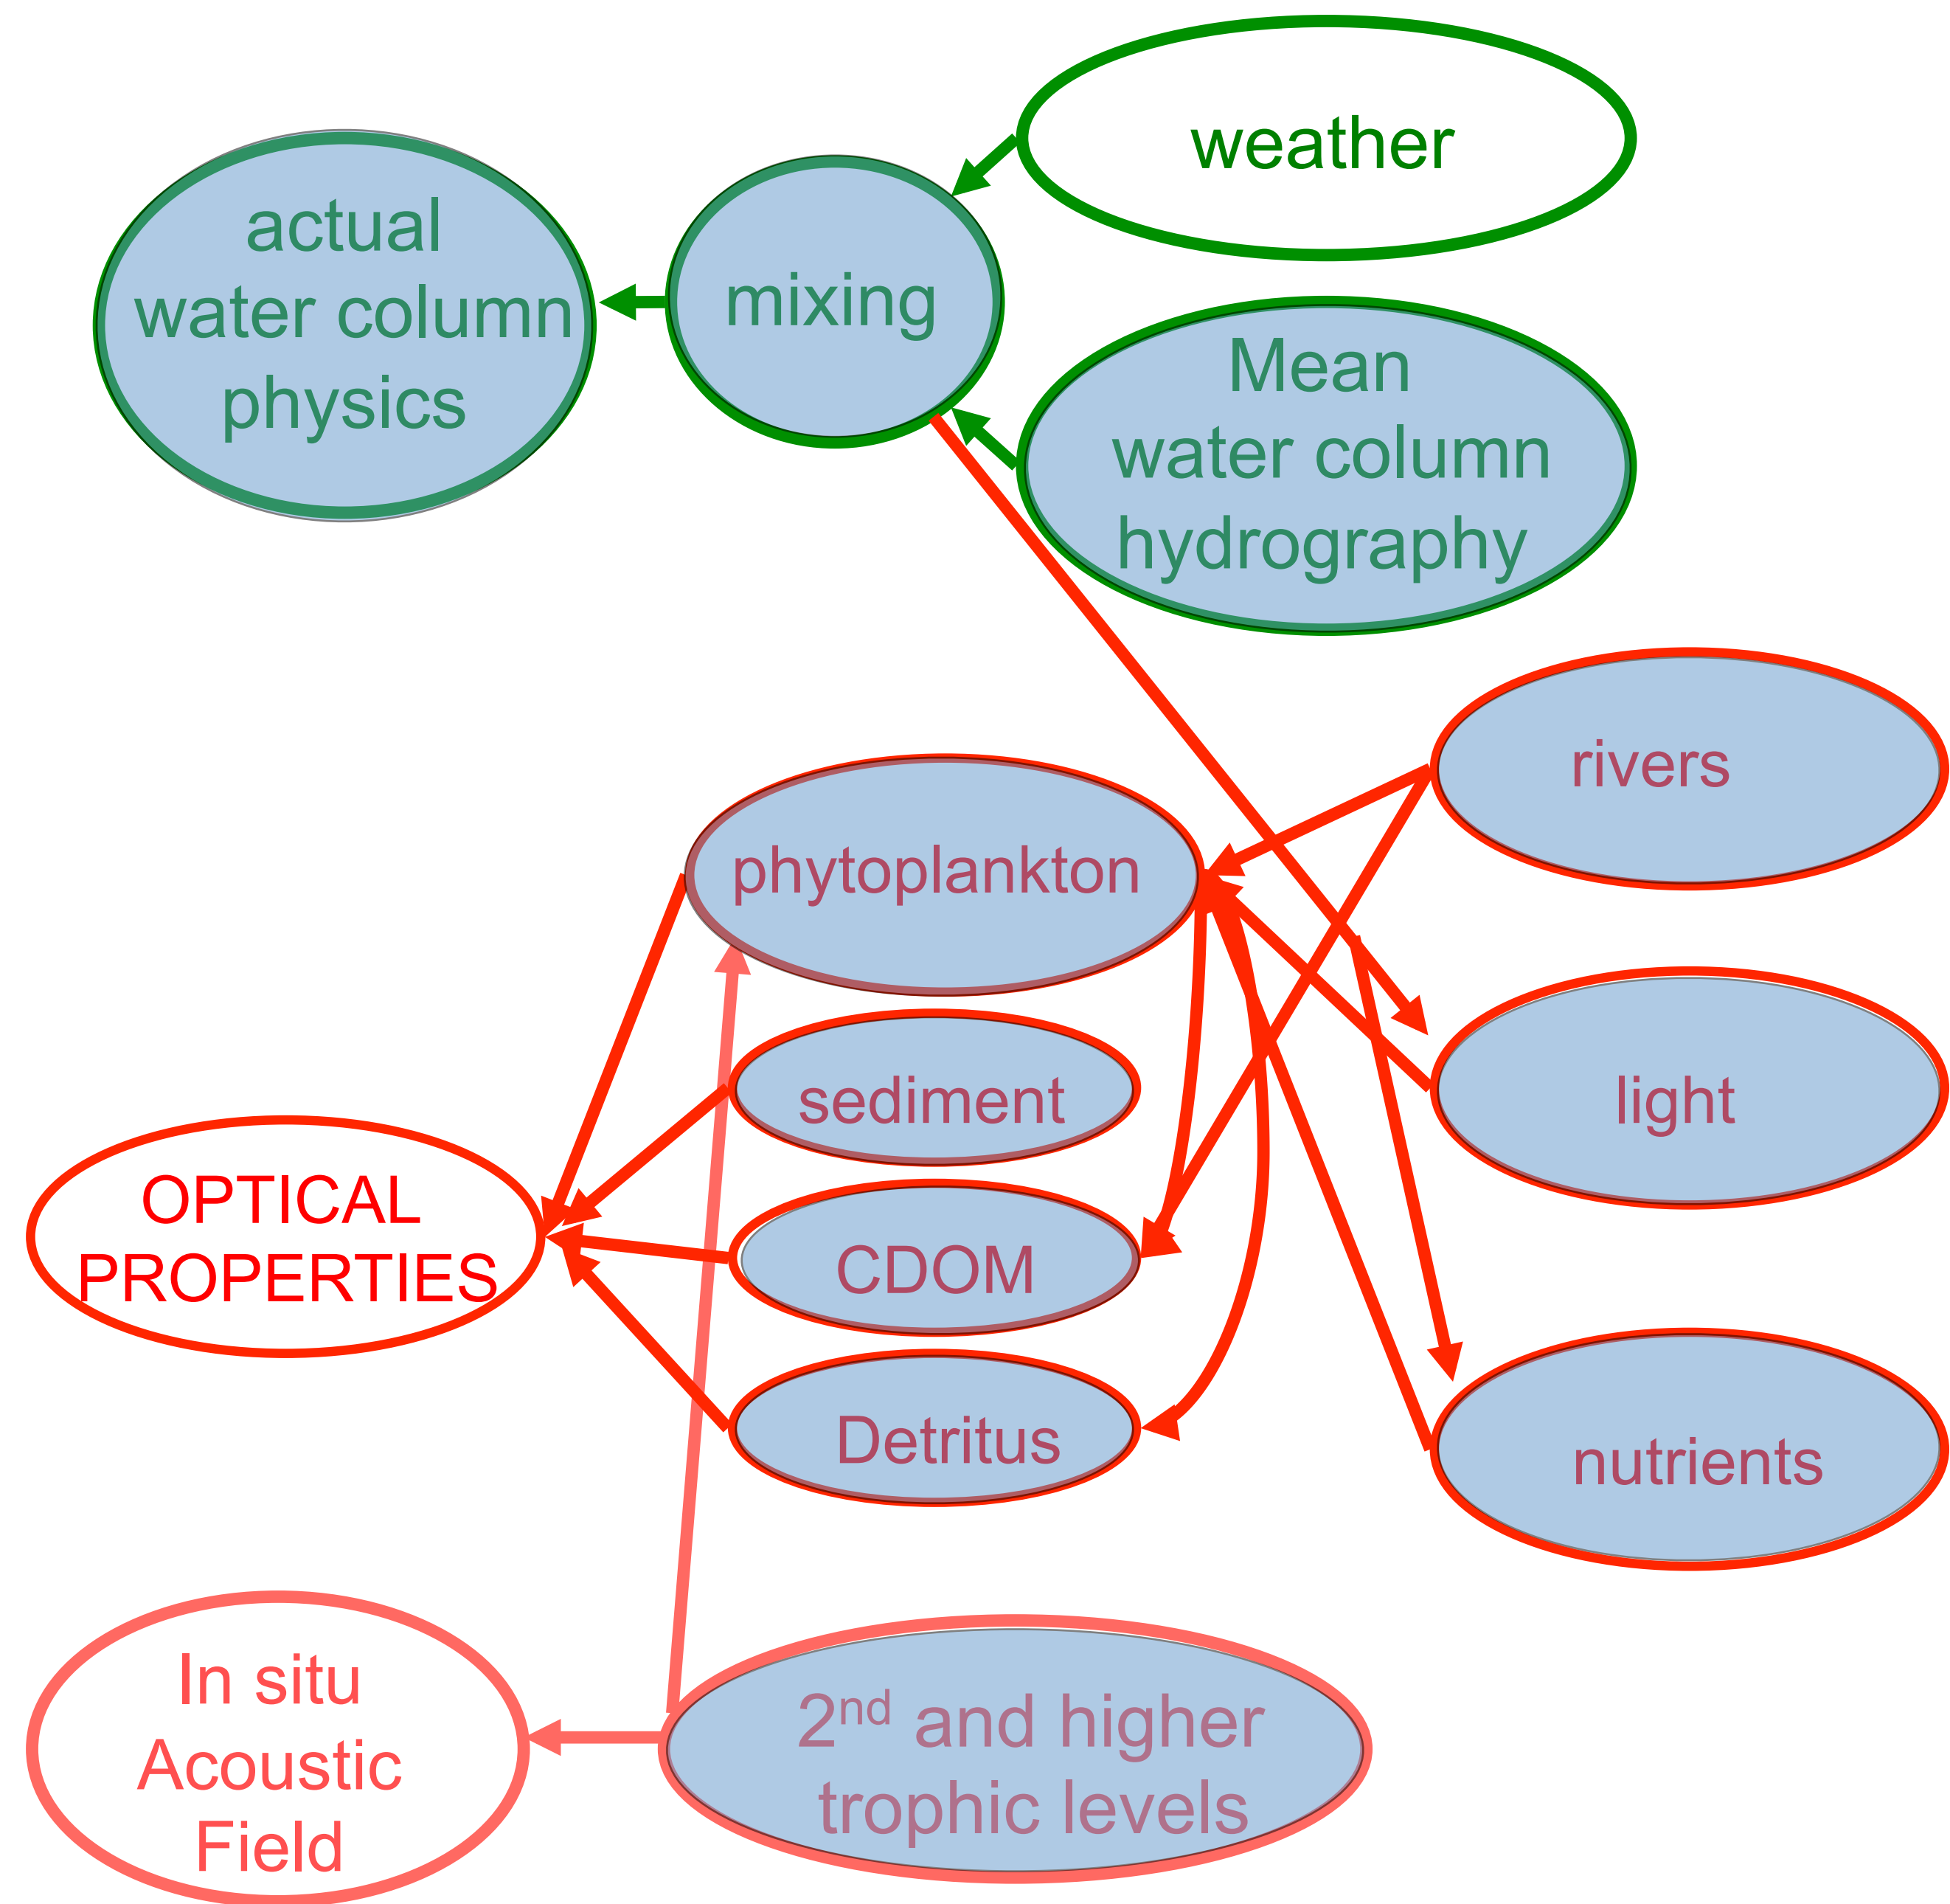 weather
actual
water column
physics
mixing
Mean
water column
hydrography
rivers
phytoplankton
sediment
light
OPTICAL
PROPERTIES
CDOM
Detritus
nutrients
In situ
Acoustic
Field
2nd and higher
trophic levels